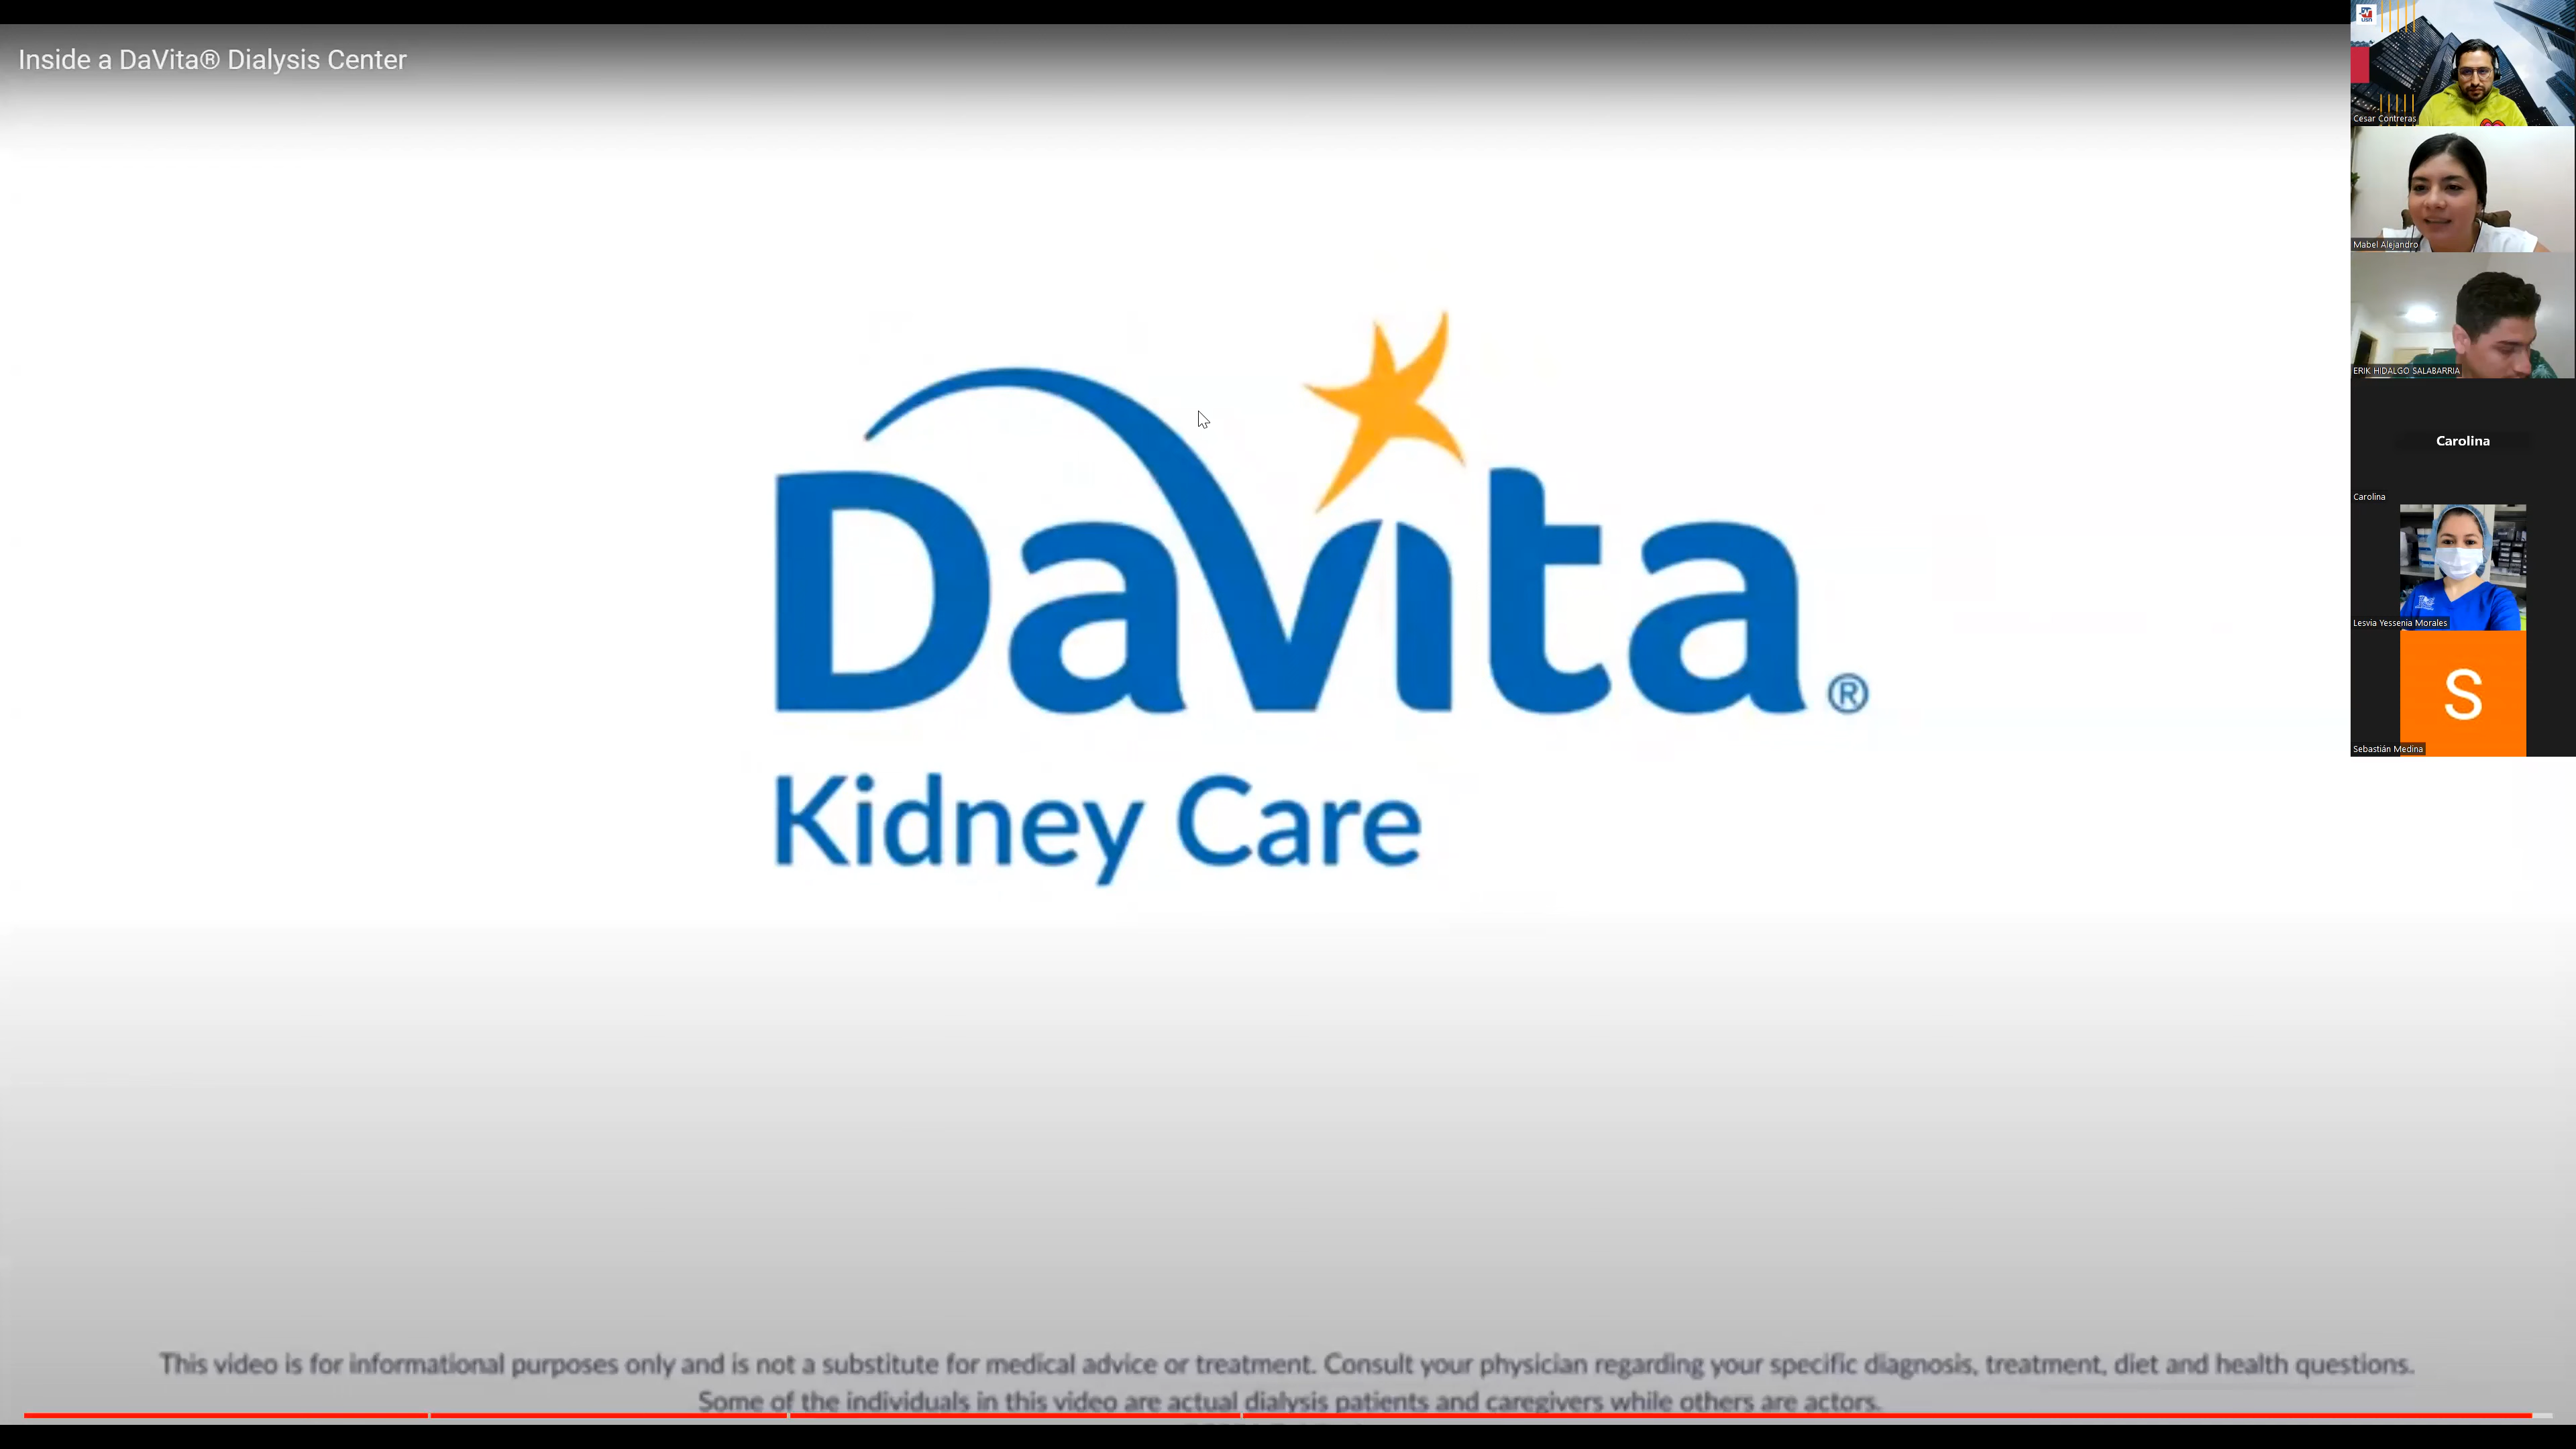 Inside a DaVita® Dialysis Center
DaVita®
Kidney Care
This video is for informational purposes only and is not a substitute for medical advice or treatment. Consult your physician regarding your specific diagnosis, treatment, diet and health questions.
Some of the individuals in this video are actual dialysis patients and caregivers while others are actors.
Cesar Contreras
Mabel Alejandro
ERIK HIDALGO SALABARRIA
Carolina
Carolina
Lesvia Yessenia Morales
S
Sebastián Medina